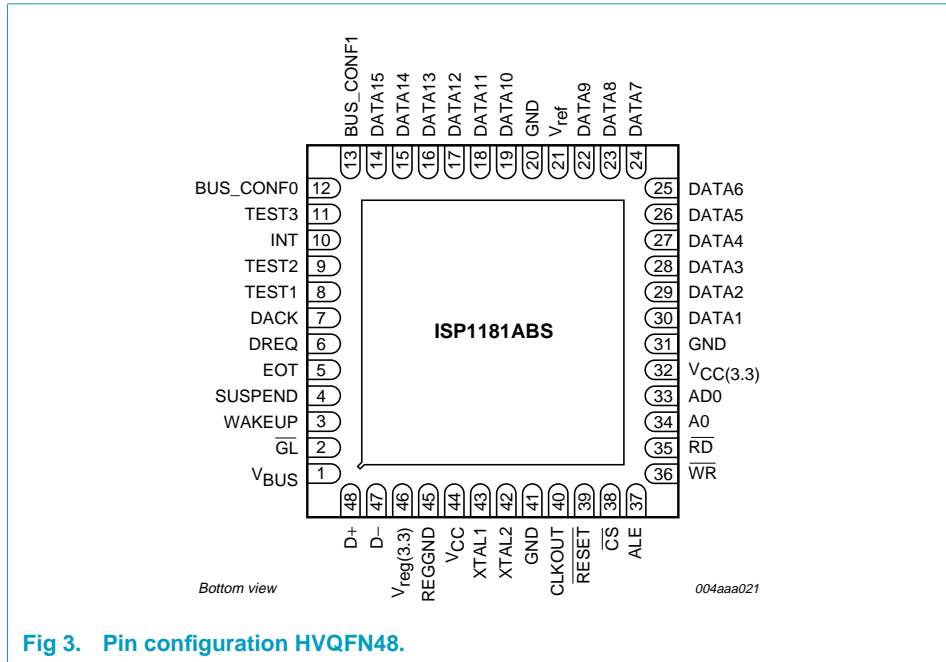 BUS_CONF1
DATA15
DATA14
DATA13
DATA12
DATA11
DATA10
GND
Vref
DATA9
DATA8
DATA7
13
14
15
16
17
18
19
20
21
22
23
24
BUS_CONF0 12
TEST3 11
INT 10
TEST2 9
TEST1 8
DACK 7
DREQ 6
EOT 5
SUSPEND 4
WAKEUP 3
G̅L̅ 2
VBUS 1
ISP1181ABS
25 DATA6
26 DATA5
27 DATA4
28 DATA3
29 DATA2
30 DATA1
31 GND
32 VCC(3.3)
33 AD0
34 A0
35 R̅D̅
36 W̅R̅
48
47
46
45
44
43
42
41
40
39
38
37
D+
D−
Vreg(3.3)
REGGND
VCC
XTAL1
XTAL2
GND
CLKOUT
R̅E̅S̅E̅T̅
C̅S̅
ALE
Bottom view
004aaa021
Fig 3. Pin configuration HVQFN48.